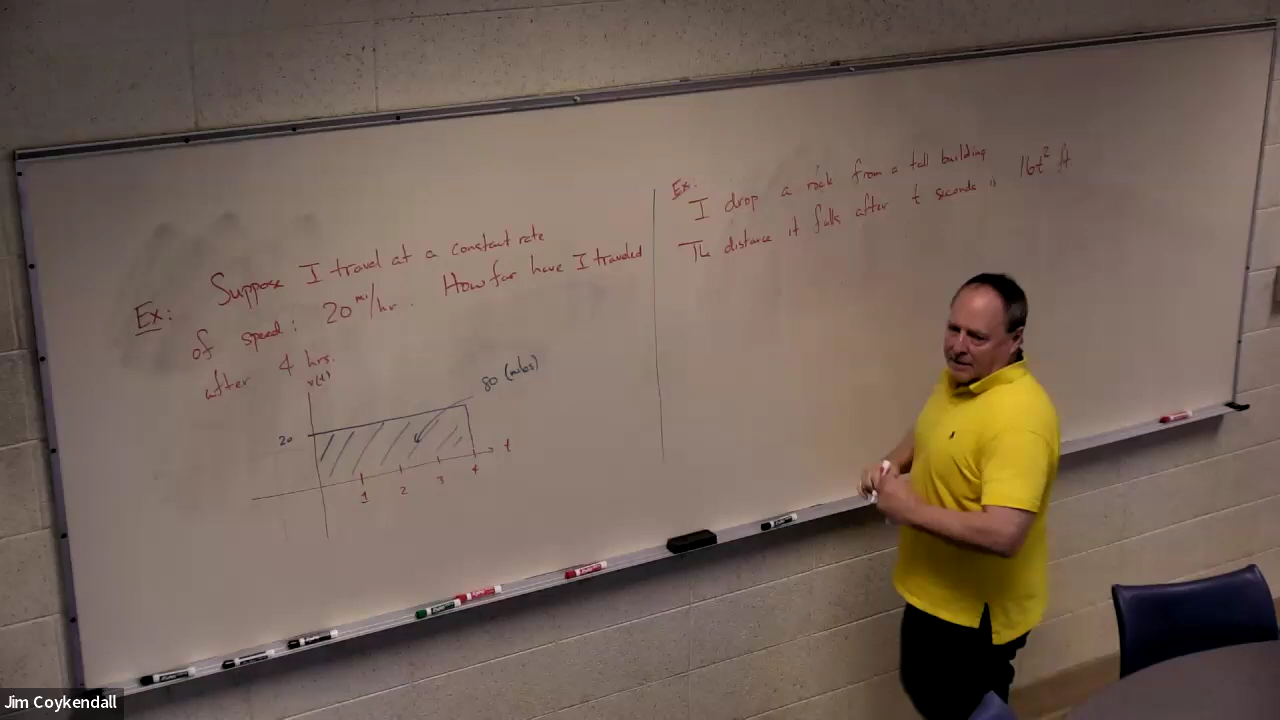 Ex: Suppose I travel at a constant rate
of speed: 20 mi/hr. How far have I traveled
after 4 hrs.
v(t)
80 (miles)
20
t
1 2 3 4
Ex:
I drop a rock from a tall building
The distance it falls after t seconds is 16t² ft
Jim Coykendall